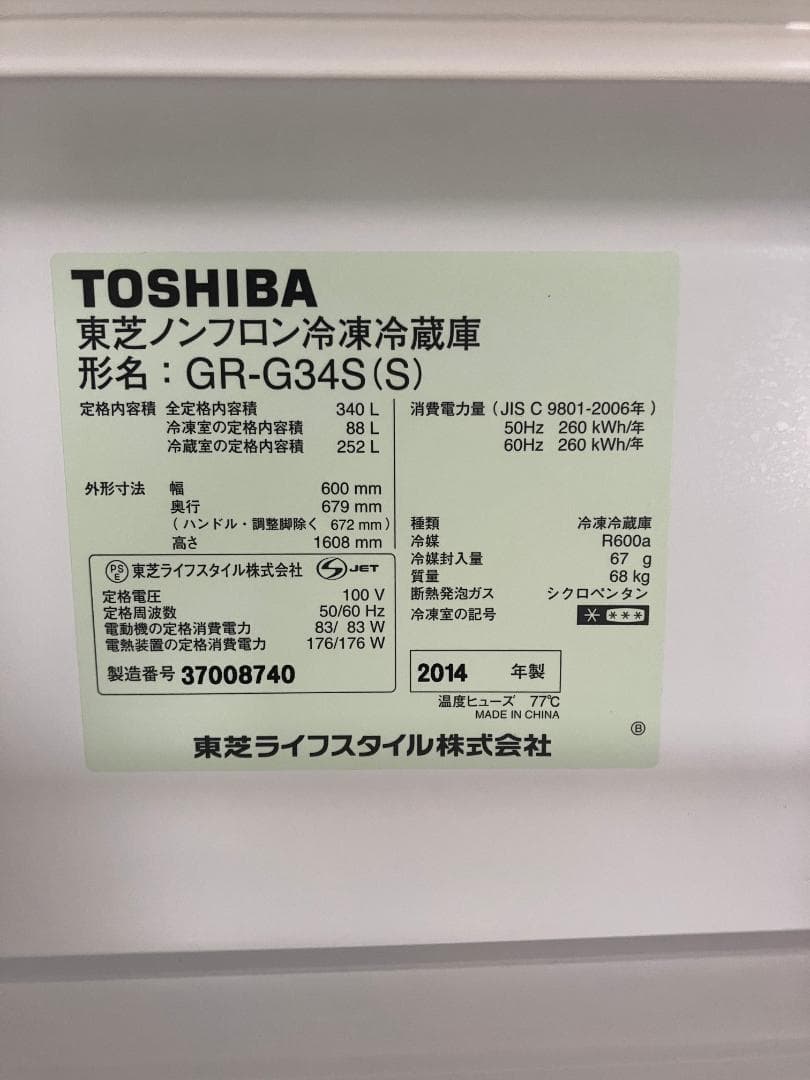 TOSHIBA
東芝ノンフロン冷凍冷蔵庫
形名：GR-G34S(S)
定格内容積 全定格内容積 340 L
冷凍室の定格内容積 88 L
冷蔵室の定格内容積 252 L
外形寸法 幅 600 mm
奥行 679 mm
（ハンドル・調整脚除く 672 mm）
高さ 1608 mm
PSE 東芝ライフスタイル株式会社 S JET
定格電圧 100 V
定格周波数 50/60 Hz
電動機の定格消費電力 83/ 83 W
電熱装置の定格消費電力 176/176 W
製造番号 37008740
消費電力量（JIS C 9801-2006年）
50Hz 260 kWh/年
60Hz 260 kWh/年
種類 冷凍冷蔵庫
冷媒 R600a
冷媒封入量 67 g
質量 68 kg
断熱発泡ガス シクロペンタン
冷凍室の記号 * ***
2014 年製
温度ヒューズ 77℃
MADE IN CHINA
Ⓑ
東芝ライフスタイル株式会社